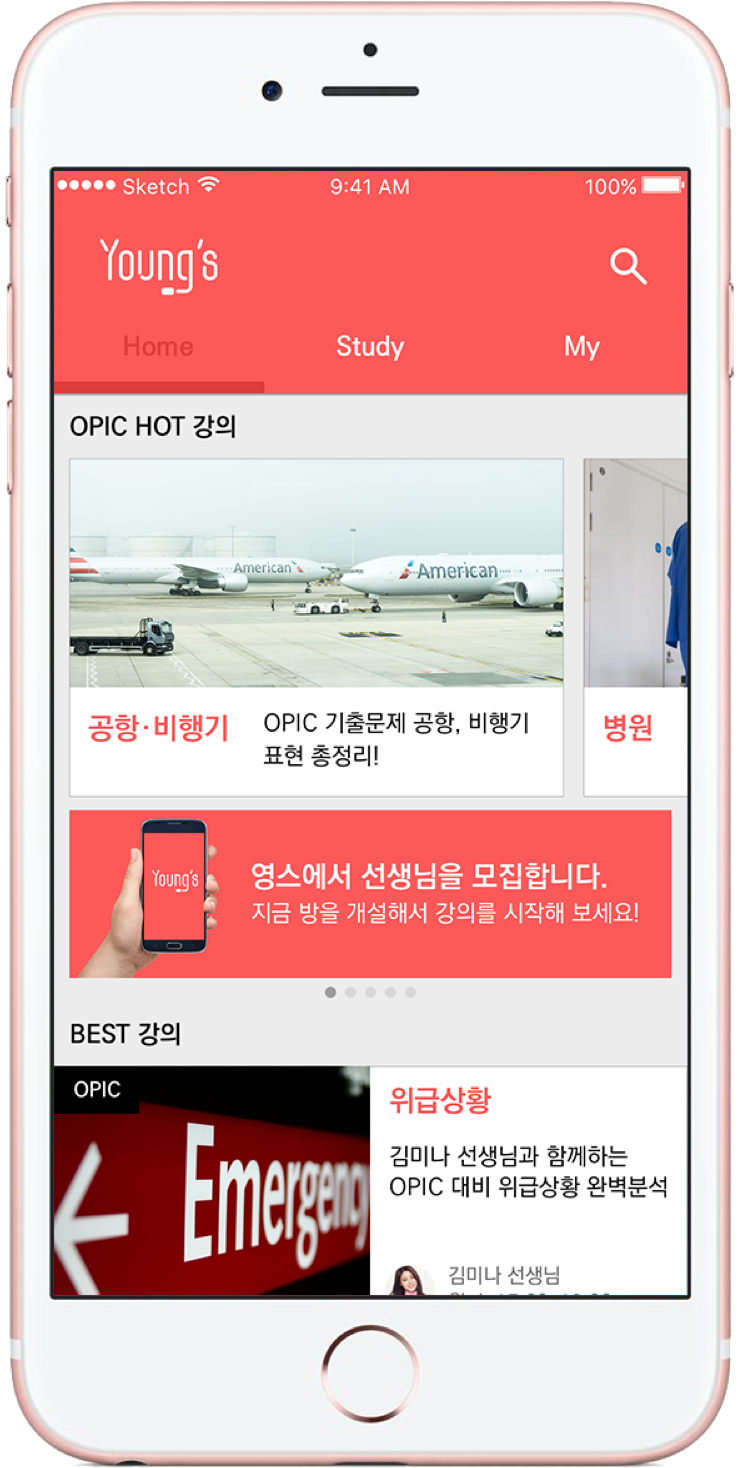 Sketch 9:41 AM 100%
Young's
Home Study My
OPIC HOT 강의
American American
공항·비행기
OPIC 기출문제 공항, 비행기
표현 총정리!
병원
Young's
영스에서 선생님을 모집합니다.
지금 방을 개설해서 강의를 시작해 보세요!
BEST 강의
OPIC
Emergency
위급상황
김미나 선생님과 함께하는
OPIC 대비 위급상황 완벽분석
김미나 선생님